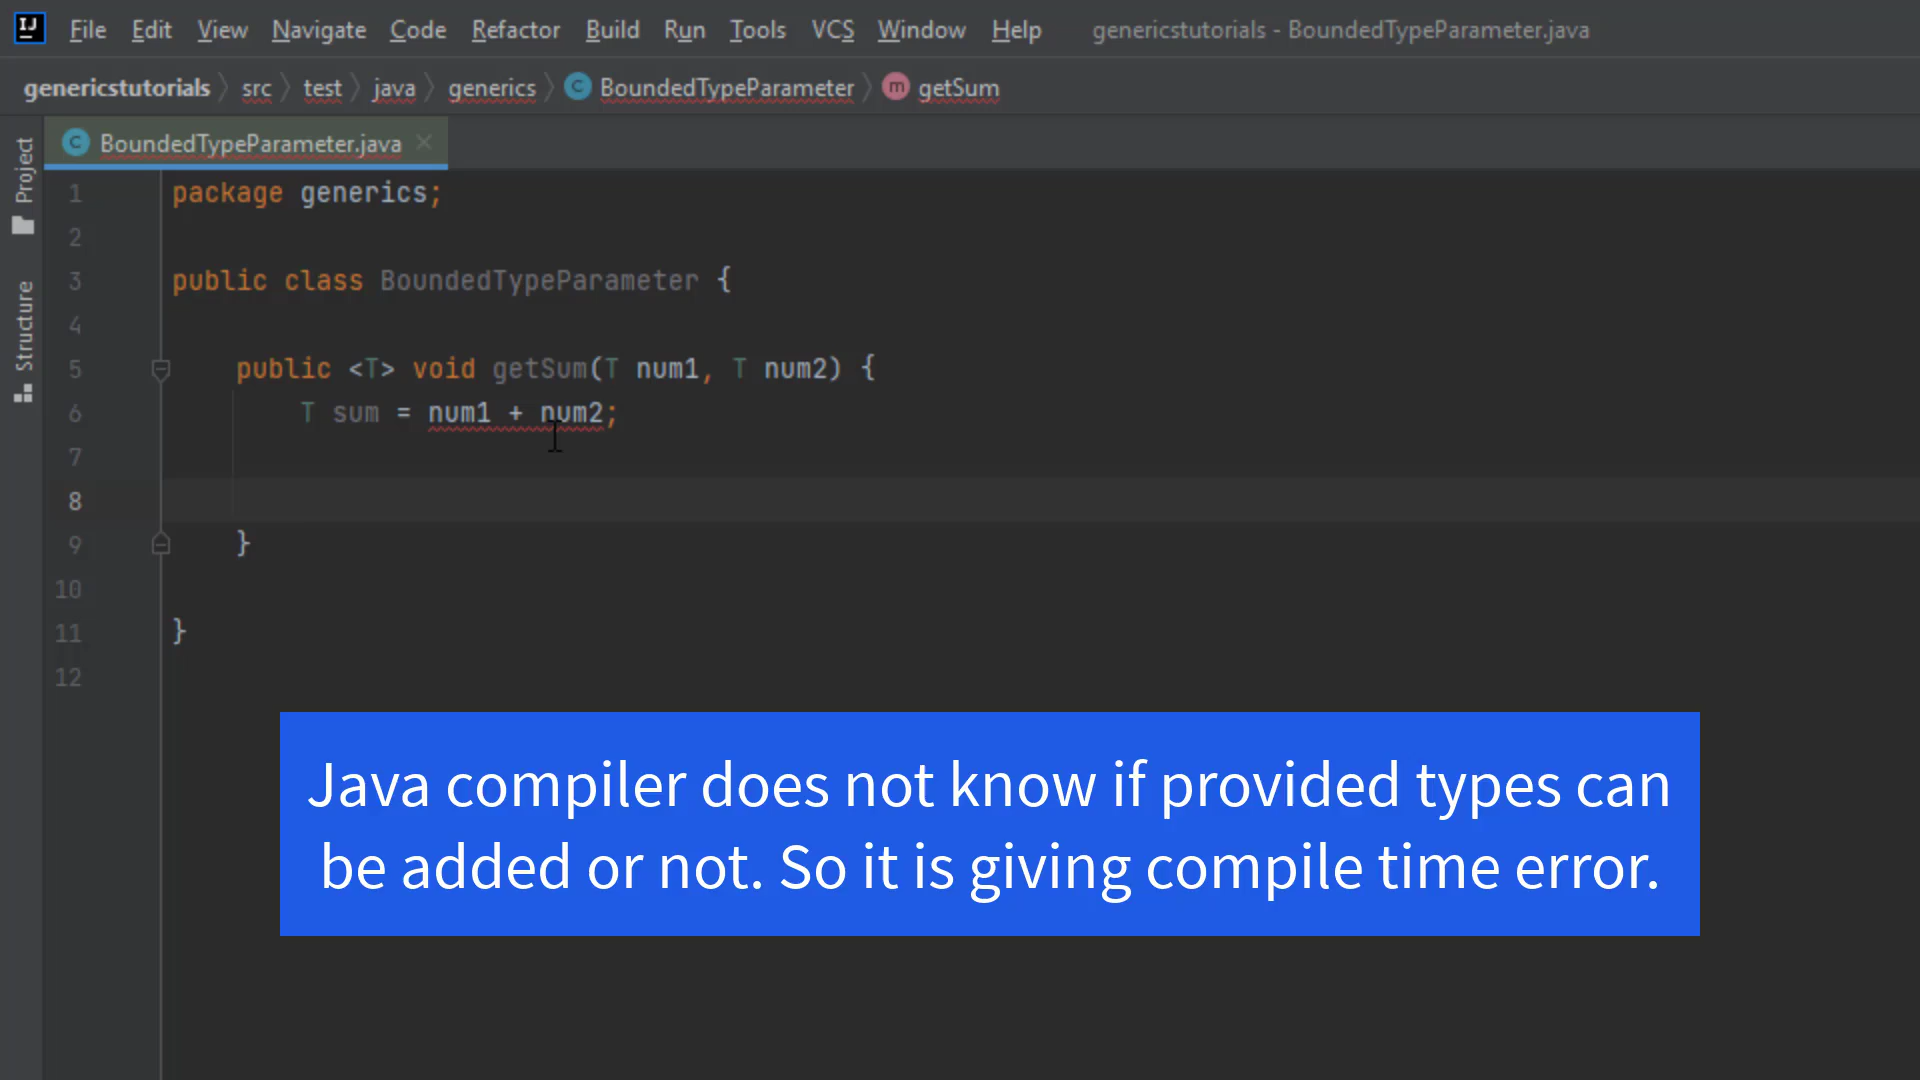 IJ File Edit View Navigate Code Refactor Build Run Tools VCS Window Help genericstutorials - BoundedTypeParameter.java
genericstutorials src test java generics C BoundedTypeParameter m getSum
C BoundedTypeParameter.java
Project
Structure
1 package generics;
2
3 public class BoundedTypeParameter {
4
5 public <T> void getSum(T num1, T num2) {
6 T sum = num1 + num2;
7
8
9 }
10
11 }
12
Java compiler does not know if provided types can
be added or not. So it is giving compile time error.